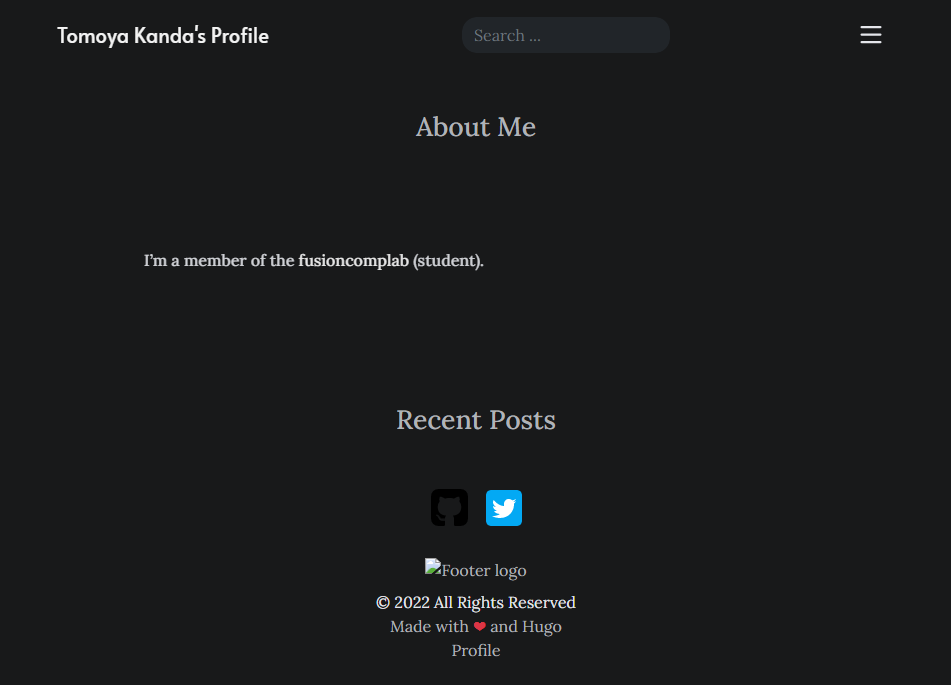 Tomoya Kanda's Profile
Search ...
About Me
I'm a member of the fusioncomplab (student).
Recent Posts
Footer logo
© 2022 All Rights Reserved
Made with ❤ and Hugo
Profile